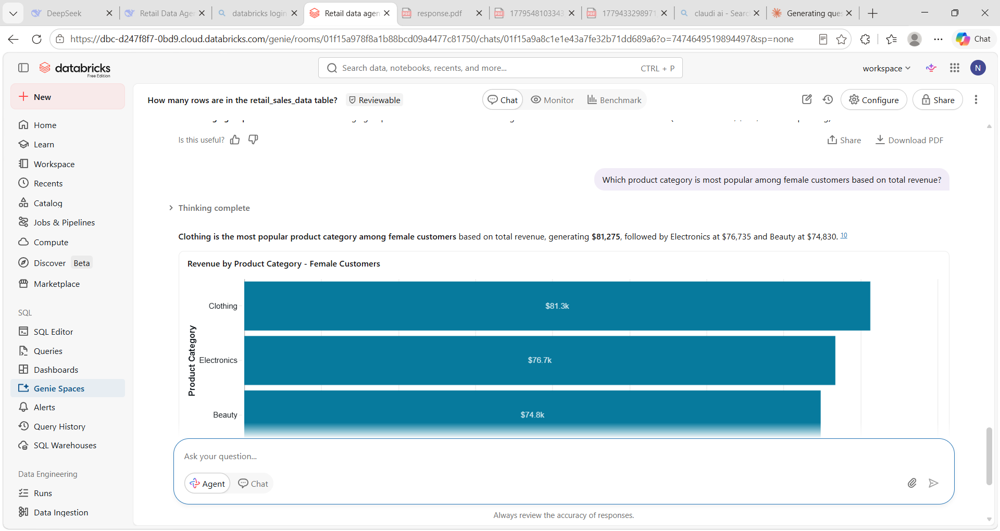 DeepSeek
Retail Data Ager
databricks login
Retail data agen
response.pdf
1779548103343
1779433298971
claudi ai - Searc
Generating ques
https://dbc-d247f8f7-0bd9.cloud.databricks.com/genie/rooms/01f15a978f8a1b88bcd09a4477c81750/chats/01f15a9a8c1e1e43a7fe32b71dd689a6?o=7474649519894497&sp=none
Chat
databricks
Free Edition
Search data, notebooks, recents, and more...
CTRL + P
workspace
N
New
How many rows are in the retail_sales_data table?
Reviewable
Chat
Monitor
Benchmark
Configure
Share
Home
Learn
Workspace
Recents
Catalog
Jobs & Pipelines
Compute
Discover Beta
Marketplace
SQL
SQL Editor
Queries
Dashboards
Genie Spaces
Alerts
Query History
SQL Warehouses
Data Engineering
Runs
Data Ingestion
Is this useful?
Share
Download PDF
Which product category is most popular among female customers based on total revenue?
Thinking complete
Clothing is the most popular product category among female customers based on total revenue, generating $81,275, followed by Electronics at $76,735 and Beauty at $74,830. 10
Revenue by Product Category - Female Customers
Product Category
Clothing
$81.3k
Electronics
$76.7k
Beauty
$74.8k
Ask your question...
Agent
Chat
Always review the accuracy of responses.